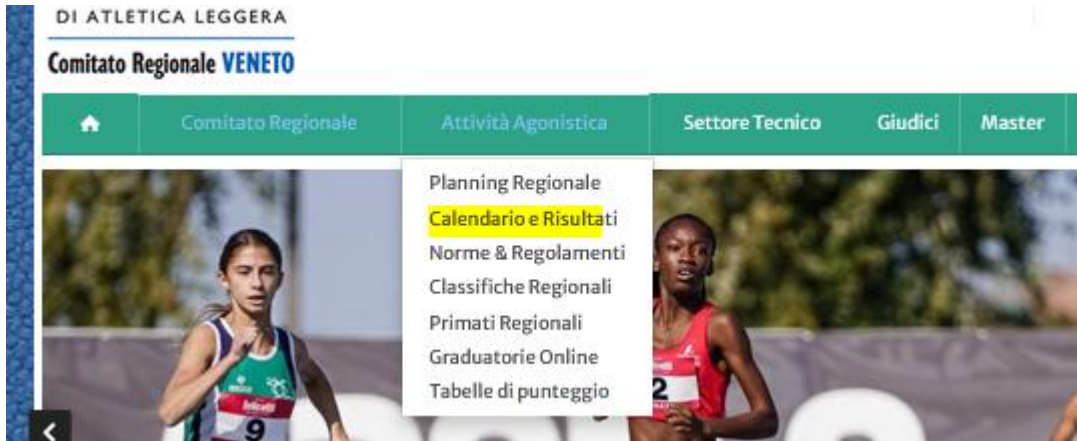 DI ATLETICA LEGGERA
Comitato Regionale VENETO
Comitato Regionale Attività Agonistica Settore Tecnico Giudici Master
Planning Regionale
Calendario e Risultati
Norme & Regolamenti
Classifiche Regionali
Primati Regionali
Graduatorie Online
Tabelle di punteggio
9
2